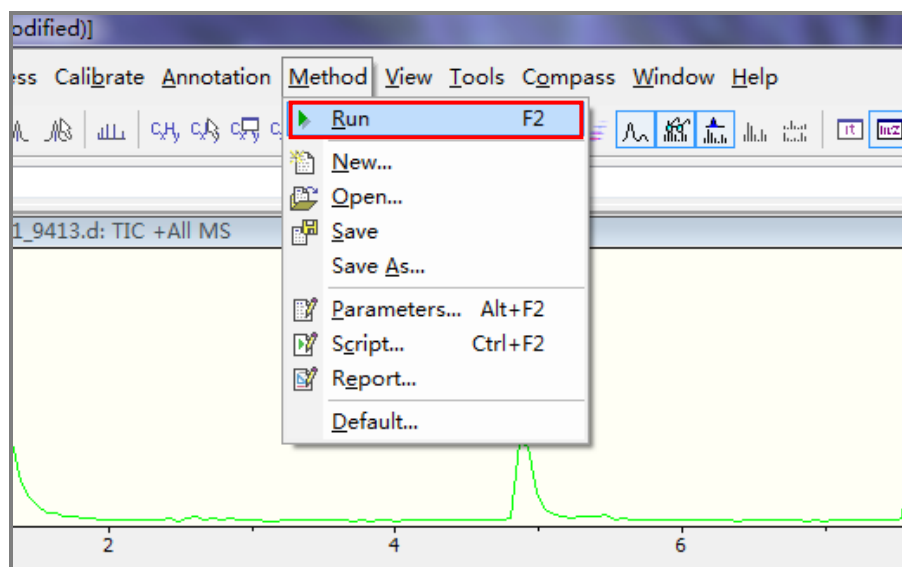 odified)]
ess Calibrate Annotation Method View Tools Compass Window Help
Run F2
New...
Open...
1_9413.d: TIC +All MS
Save
Save As...
Parameters... Alt+F2
Script... Ctrl+F2
Report...
Default...
2 4 6